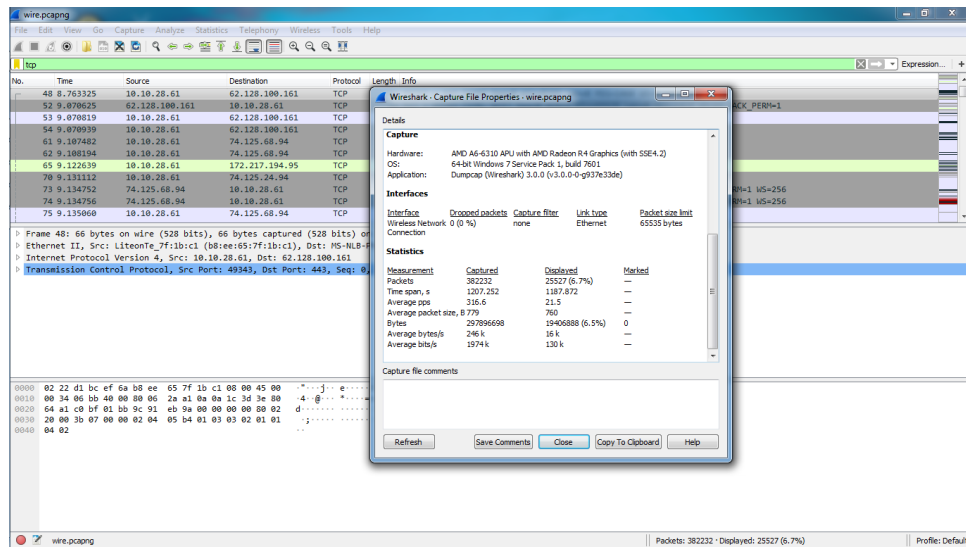 wire.pcapng
File Edit View Go Capture Analyze Statistics Telephony Wireless Tools Help
tcp
Expression... +
No. Time Source Destination Protocol Length Info
48 8.763325 10.10.28.61 62.128.100.161 TCP
52 9.070625 62.128.100.161 10.10.28.61 TCP ACK_PERM=1
53 9.070819 10.10.28.61 62.128.100.161 TCP
54 9.070939 10.10.28.61 62.128.100.161 TCP
61 9.107482 10.10.28.61 74.125.68.94 TCP
62 9.108194 10.10.28.61 74.125.68.94 TCP
65 9.122639 10.10.28.61 172.217.194.95 TCP
70 9.131112 10.10.28.61 74.125.24.94 TCP
73 9.134752 74.125.68.94 10.10.28.61 TCP RM=1 WS=256
74 9.134756 74.125.68.94 10.10.28.61 TCP RM=1 WS=256
75 9.135060 10.10.28.61 74.125.68.94 TCP
Frame 48: 66 bytes on wire (528 bits), 66 bytes captured (528 bits) on
Ethernet II, Src: LiteonTe_7f:1b:c1 (b8:ee:65:7f:1b:c1), Dst: MS-NLB-
Internet Protocol Version 4, Src: 10.10.28.61, Dst: 62.128.100.161
Transmission Control Protocol, Src Port: 49343, Dst Port: 443, Seq: 0,
0000 02 22 d1 bc ef 6a b8 ee 65 7f 1b c1 08 00 45 00 ·"···j·· e·····
0010 00 34 06 bb 40 00 80 06 2a a1 0a 0a 1c 3d 3e 80 ·4··@··· *····=
0020 64 a1 c0 bf 01 bb 9c 91 eb 9a 00 00 00 00 80 02 d······· ······
0030 20 00 3b 07 00 00 02 04 05 b4 01 03 03 02 01 01 ·;····· ······
0040 04 02 ··
Wireshark · Capture File Properties · wire.pcapng
Details
Capture
Hardware: AMD A6-6310 APU with AMD Radeon R4 Graphics (with SSE4.2)
OS: 64-bit Windows 7 Service Pack 1, build 7601
Application: Dumpcap (Wireshark) 3.0.0 (v3.0.0-0-g937e33de)
Interfaces
Interface Dropped packets Capture filter Link type Packet size limit
Wireless Network Connection 0 (0 %) none Ethernet 65535 bytes
Statistics
Measurement Captured Displayed Marked
Packets 382232 25527 (6.7%) —
Time span, s 1207.252 1187.872 —
Average pps 316.6 21.5 —
Average packet size, B 779 760 —
Bytes 297896698 19406888 (6.5%) 0
Average bytes/s 246 k 16 k —
Average bits/s 1974 k 130 k —
Capture file comments
Refresh Save Comments Close Copy To Clipboard Help
wire.pcapng Packets: 382232 · Displayed: 25527 (6.7%) Profile: Default